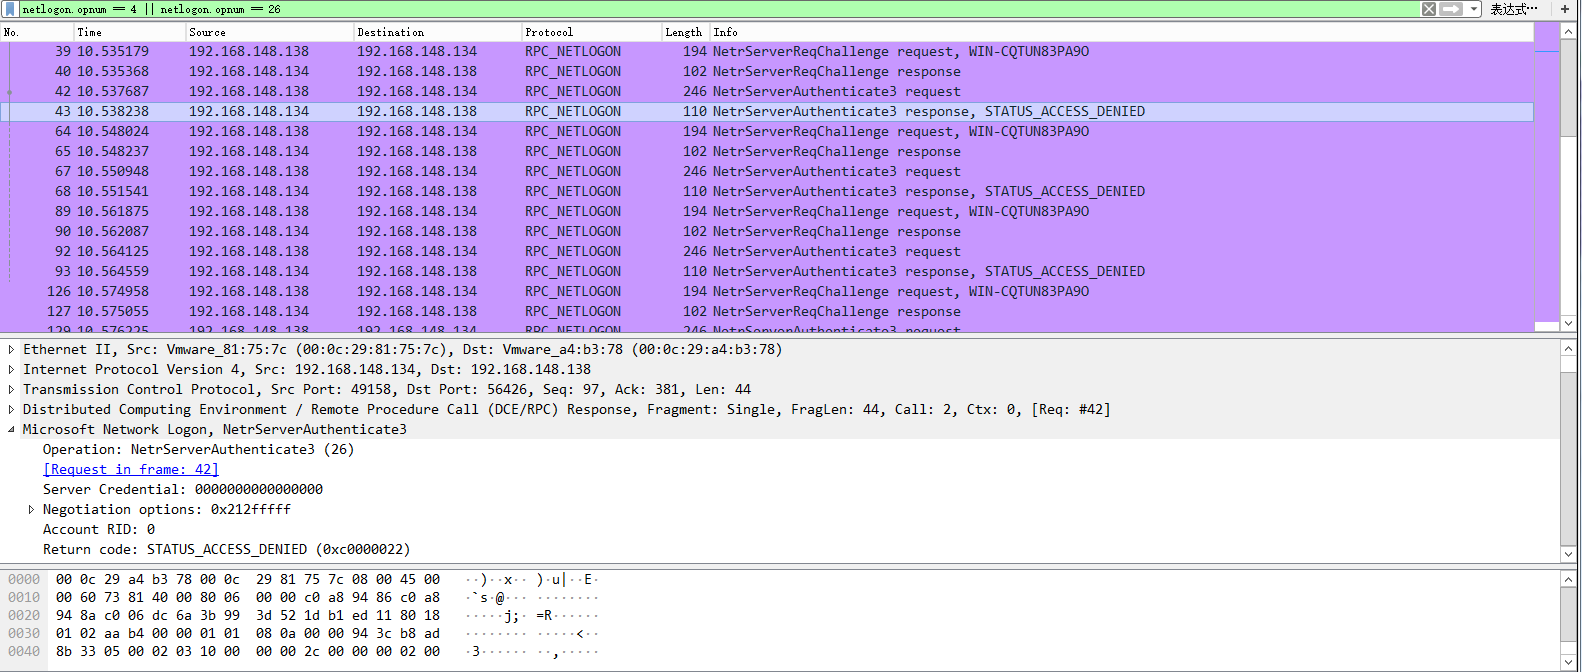 netlogon.opnum == 4 || netlogon.opnum == 26 表达式… +
No. Time Source Destination Protocol Length Info
39 10.535179 192.168.148.138 192.168.148.134 RPC_NETLOGON 194 NetrServerReqChallenge request, WIN-CQTUN83PA9O
40 10.535368 192.168.148.134 192.168.148.138 RPC_NETLOGON 102 NetrServerReqChallenge response
42 10.537687 192.168.148.138 192.168.148.134 RPC_NETLOGON 246 NetrServerAuthenticate3 request
43 10.538238 192.168.148.134 192.168.148.138 RPC_NETLOGON 110 NetrServerAuthenticate3 response, STATUS_ACCESS_DENIED
64 10.548024 192.168.148.138 192.168.148.134 RPC_NETLOGON 194 NetrServerReqChallenge request, WIN-CQTUN83PA9O
65 10.548237 192.168.148.134 192.168.148.138 RPC_NETLOGON 102 NetrServerReqChallenge response
67 10.550948 192.168.148.138 192.168.148.134 RPC_NETLOGON 246 NetrServerAuthenticate3 request
68 10.551541 192.168.148.134 192.168.148.138 RPC_NETLOGON 110 NetrServerAuthenticate3 response, STATUS_ACCESS_DENIED
89 10.561875 192.168.148.138 192.168.148.134 RPC_NETLOGON 194 NetrServerReqChallenge request, WIN-CQTUN83PA9O
90 10.562087 192.168.148.134 192.168.148.138 RPC_NETLOGON 102 NetrServerReqChallenge response
92 10.564125 192.168.148.138 192.168.148.134 RPC_NETLOGON 246 NetrServerAuthenticate3 request
93 10.564559 192.168.148.134 192.168.148.138 RPC_NETLOGON 110 NetrServerAuthenticate3 response, STATUS_ACCESS_DENIED
126 10.574958 192.168.148.138 192.168.148.134 RPC_NETLOGON 194 NetrServerReqChallenge request, WIN-CQTUN83PA9O
127 10.575055 192.168.148.134 192.168.148.138 RPC_NETLOGON 102 NetrServerReqChallenge response
129 10.576225 192.168.148.138 192.168.148.134 RPC_NETLOGON 246 NetrServerAuthenticate3 request
Ethernet II, Src: Vmware_81:75:7c (00:0c:29:81:75:7c), Dst: Vmware_a4:b3:78 (00:0c:29:a4:b3:78)
Internet Protocol Version 4, Src: 192.168.148.134, Dst: 192.168.148.138
Transmission Control Protocol, Src Port: 49158, Dst Port: 56426, Seq: 97, Ack: 381, Len: 44
Distributed Computing Environment / Remote Procedure Call (DCE/RPC) Response, Fragment: Single, FragLen: 44, Call: 2, Ctx: 0, [Req: #42]
Microsoft Network Logon, NetrServerAuthenticate3
Operation: NetrServerAuthenticate3 (26)
[Request in frame: 42]
Server Credential: 0000000000000000
Negotiation options: 0x212fffff
Account RID: 0
Return code: STATUS_ACCESS_DENIED (0xc0000022)
0000 00 0c 29 a4 b3 78 00 0c 29 81 75 7c 08 00 45 00 ··)··x·· )·u|··E·
0010 00 60 73 81 40 00 80 06 00 00 c0 a8 94 86 c0 a8 ·`s·@··· ········
0020 94 8a c0 06 dc 6a 3b 99 3d 52 1d b1 ed 11 80 18 ·····j;· =R······
0030 01 02 aa b4 00 00 01 01 08 0a 00 00 94 3c b8 ad ········ ·····<··
0040 8b 33 05 00 02 03 10 00 00 00 2c 00 00 00 02 00 ·3······ ··,·····